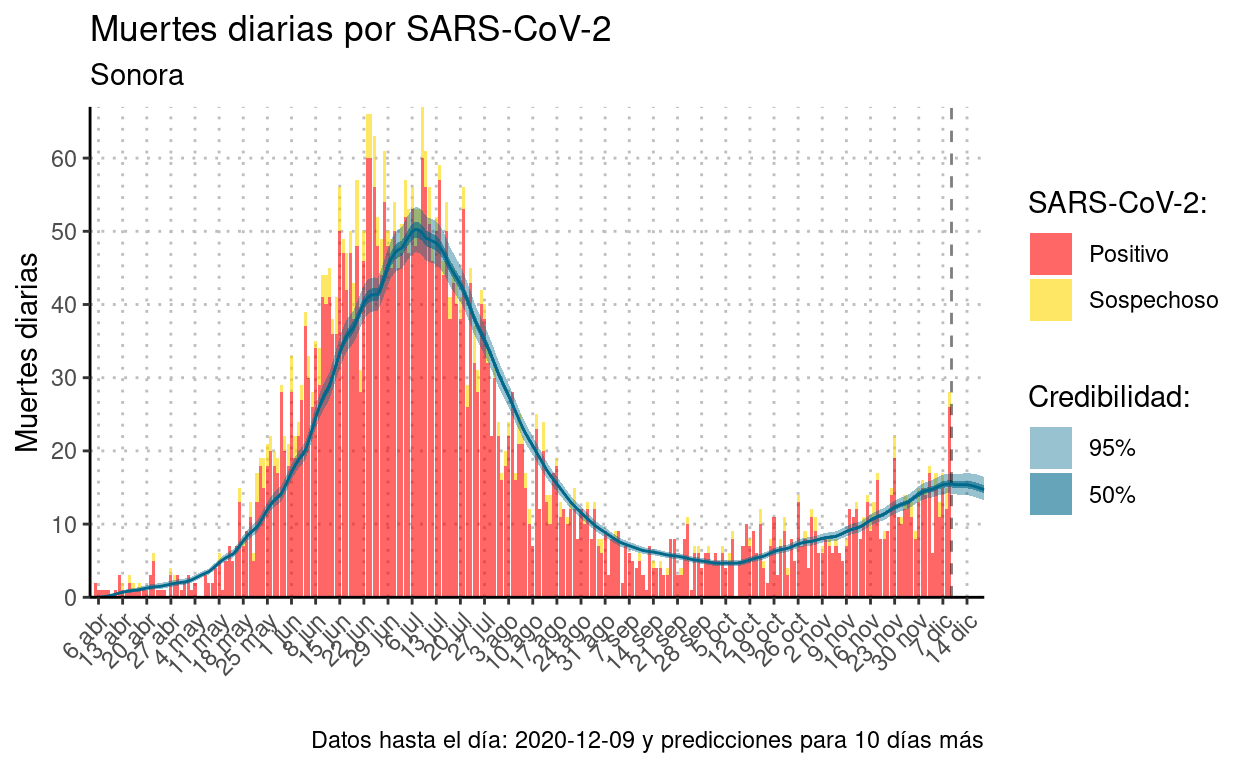 Muertes diarias por SARS-CoV-2
Sonora
Muertes diarias
60
50
40
30
20
10
0
6 abr
13 abr
20 abr
27 abr
4 may
11 may
18 may
25 may
1 jun
8 jun
15 jun
22 jun
29 jun
6 jul
13 jul
20 jul
27 jul
3 ago
10 ago
17 ago
24 ago
31 ago
7 sep
14 sep
21 sep
28 sep
5 oct
12 oct
19 oct
26 oct
2 nov
9 nov
16 nov
23 nov
30 nov
7 dic
14 dic
SARS-CoV-2:
Positivo
Sospechoso
Credibilidad:
95%
50%
Datos hasta el día: 2020-12-09 y predicciones para 10 días más